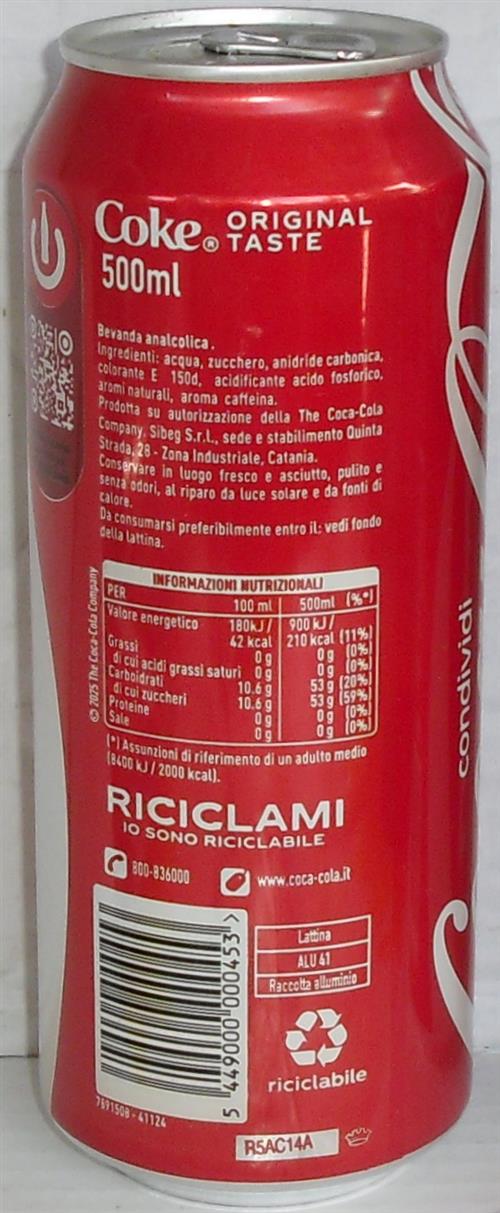 Coke® ORIGINAL TASTE
500ml
Bevanda analcolica.
Ingredienti: acqua, zucchero, anidride carbonica,
colorante E 150d, acidificante acido fosforico,
aromi naturali, aroma caffeina.
Prodotta su autorizzazione della The Coca-Cola
Company, Sibeg S.r.l., sede e stabilimento Quinta
Strada, 28 - Zona Industriale, Catania.
Conservare in luogo fresco e asciutto, pulito e
senza odori, al riparo da luce solare e da fonti di
calore.
Da consumarsi preferibilmente entro il: vedi fondo
della lattina.
© 2025 The Coca-Cola Company
INFORMAZIONI NUTRIZIONALI
PER 100 ml 500ml (%*)
Valore energetico 180kJ/ 900 kJ/
42 kcal 210 kcal (11%)
Grassi 0 g 0g (0%)
di cui acidi grassi saturi 0 g 0g (0%)
Carboidrati 10.6 g 53 g (20%)
di cui zuccheri 10.6 g 53 g (59%)
Proteine 0 g 0g (0%)
Sale 0 g 0g (0%)
(*) Assunzioni di riferimento di un adulto medio
(8400 kJ / 2000 kcal).
RICICLAMI
IO SONO RICICLABILE
800-836000
www.coca-cola.it
5 449000 000453 >
7691508-41124
Lattina
ALU 41
Raccolta alluminio
riciclabile
R5AC14A
condividi